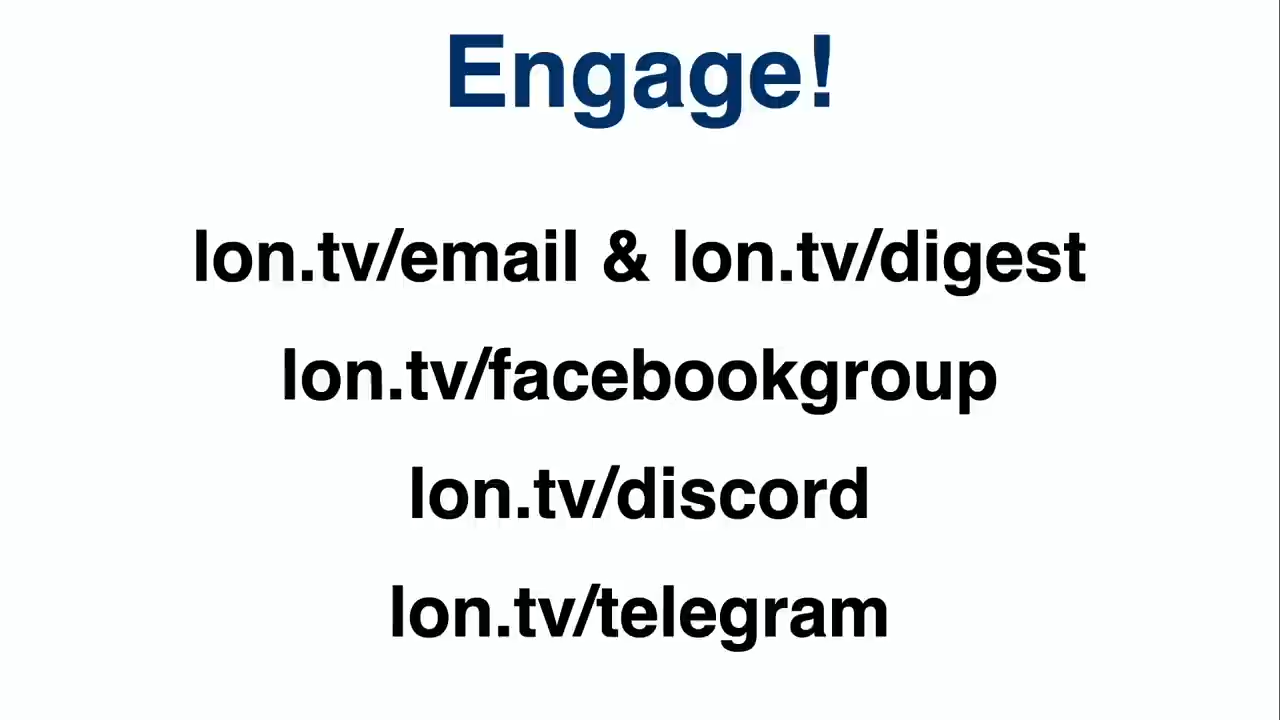 Engage!
lon.tv/email & lon.tv/digest
lon.tv/facebookgroup
lon.tv/discord
lon.tv/telegram